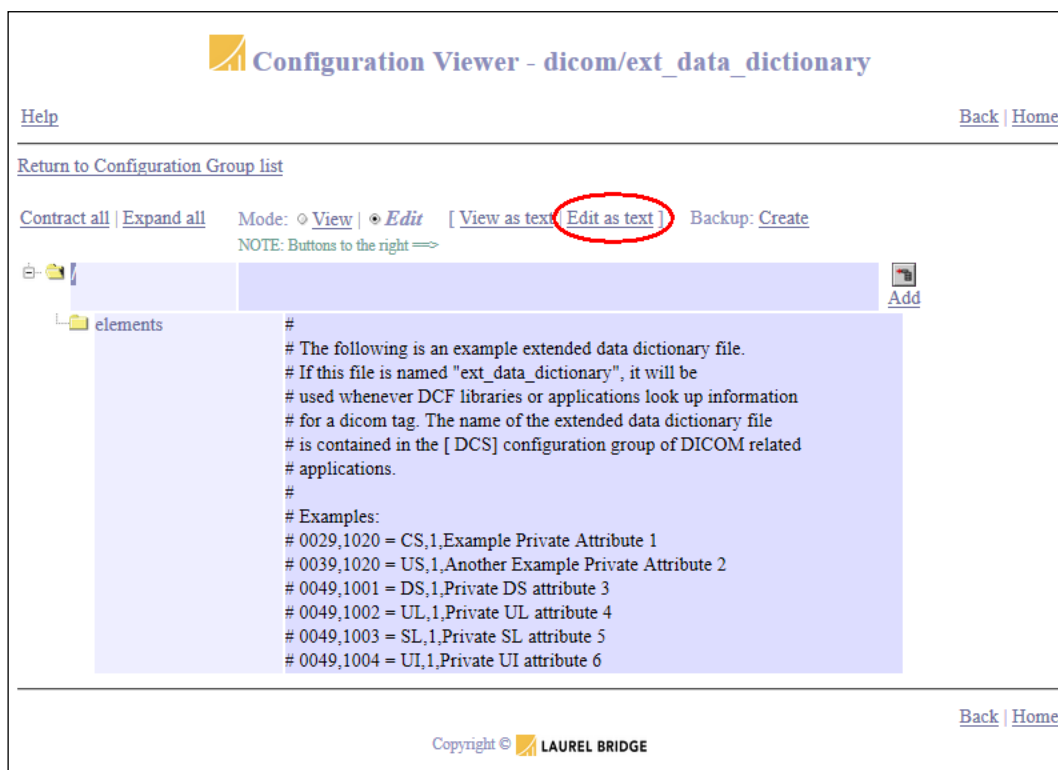 Configuration Viewer - dicom/ext_data_dictionary
Help Back | Home
Return to Configuration Group list
Contract all | Expand all Mode: View | Edit [ View as text | Edit as text ] Backup: Create
NOTE: Buttons to the right ==>
/
Add
elements
#
# The following is an example extended data dictionary file.
# If this file is named "ext_data_dictionary", it will be
# used whenever DCF libraries or applications look up information
# for a dicom tag. The name of the extended data dictionary file
# is contained in the [ DCS] configuration group of DICOM related
# applications.
#
# Examples:
# 0029,1020 = CS,1,Example Private Attribute 1
# 0039,1020 = US,1,Another Example Private Attribute 2
# 0049,1001 = DS,1,Private DS attribute 3
# 0049,1002 = UL,1,Private UL attribute 4
# 0049,1003 = SL,1,Private SL attribute 5
# 0049,1004 = UI,1,Private UI attribute 6
Back | Home
Copyright © LAUREL BRIDGE